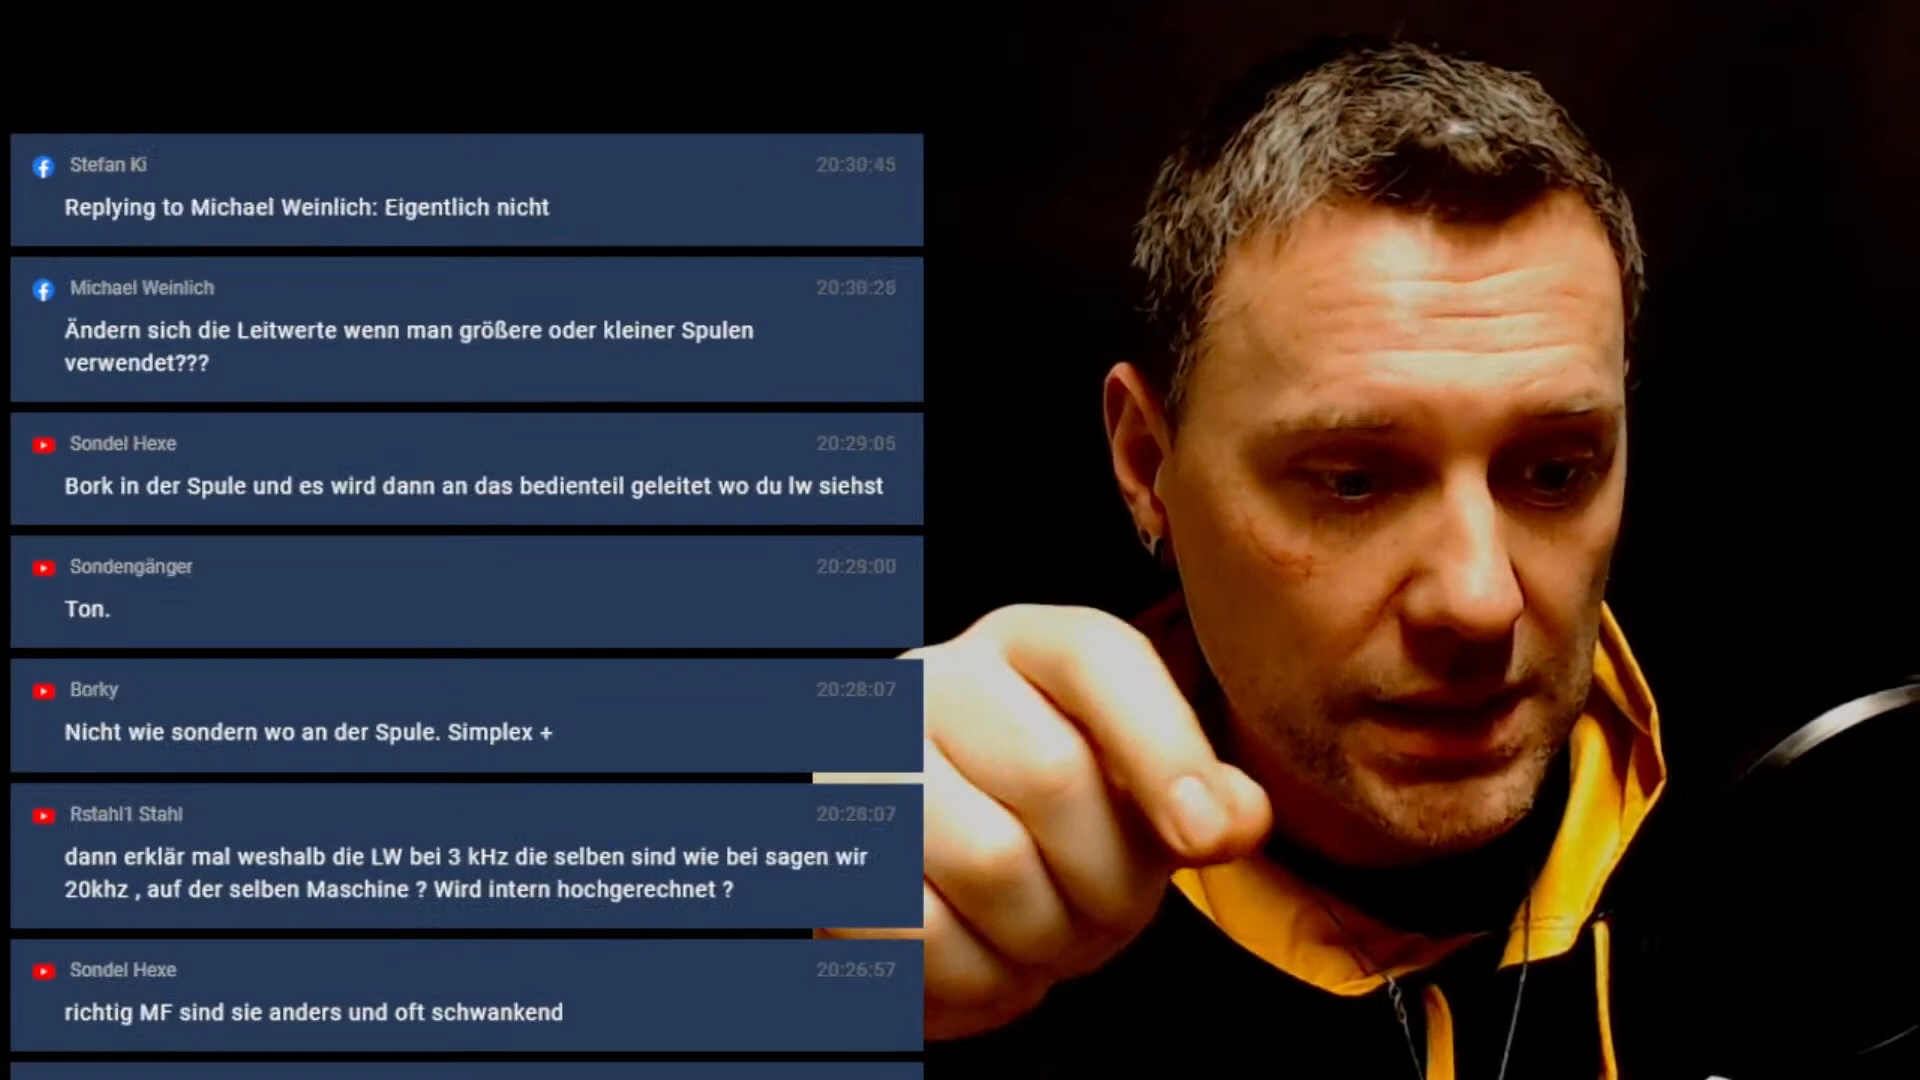 Stefan Ki
20:30:45
Replying to Michael Weinlich: Eigentlich nicht
Michael Weinlich
20:30:28
Ändern sich die Leitwerte wenn man größere oder kleiner Spulen
verwendet???
Sondel Hexe
20:29:05
Bork in der Spule und es wird dann an das bedienteil geleitet wo du lw siehst
Sondengänger
20:29:00
Ton.
Borky
20:28:07
Nicht wie sondern wo an der Spule. Simplex +
Rstahl1 Stahl
20:28:07
dann erklär mal weshalb die LW bei 3 kHz die selben sind wie bei sagen wir
20khz , auf der selben Maschine ? Wird intern hochgerechnet ?
Sondel Hexe
20:26:57
richtig MF sind sie anders und oft schwankend